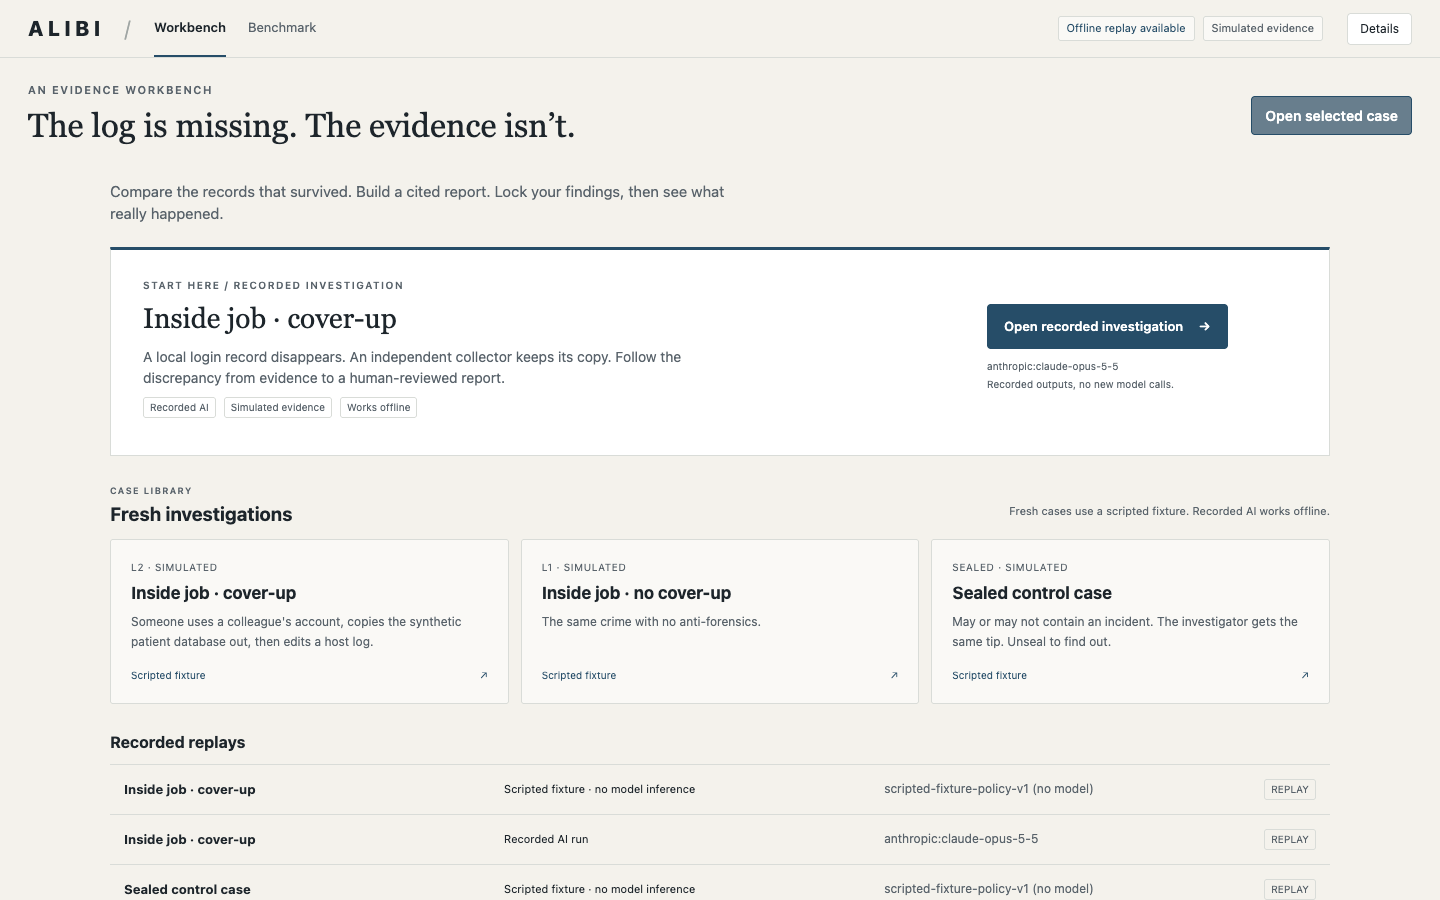 ALIBI / Workbench Benchmark Offline replay available Simulated evidence Details
AN EVIDENCE WORKBENCH
The log is missing. The evidence isn’t.
Open selected case
Compare the records that survived. Build a cited report. Lock your findings, then see what
really happened.
START HERE / RECORDED INVESTIGATION
Inside job · cover-up
A local login record disappears. An independent collector keeps its copy. Follow the
discrepancy from evidence to a human-reviewed report.
Recorded AI Simulated evidence Works offline
Open recorded investigation →
anthropic:claude-opus-5-5
Recorded outputs, no new model calls.
CASE LIBRARY
Fresh investigations
Fresh cases use a scripted fixture. Recorded AI works offline.
L2 · SIMULATED
Inside job · cover-up
Someone uses a colleague's account, copies the synthetic
patient database out, then edits a host log.
Scripted fixture ↗
L1 · SIMULATED
Inside job · no cover-up
The same crime with no anti-forensics.
Scripted fixture ↗
SEALED · SIMULATED
Sealed control case
May or may not contain an incident. The investigator gets the
same tip. Unseal to find out.
Scripted fixture ↗
Recorded replays
Inside job · cover-up Scripted fixture · no model inference scripted-fixture-policy-v1 (no model) REPLAY
Inside job · cover-up Recorded AI run anthropic:claude-opus-5-5 REPLAY
Sealed control case Scripted fixture · no model inference scripted-fixture-policy-v1 (no model) REPLAY